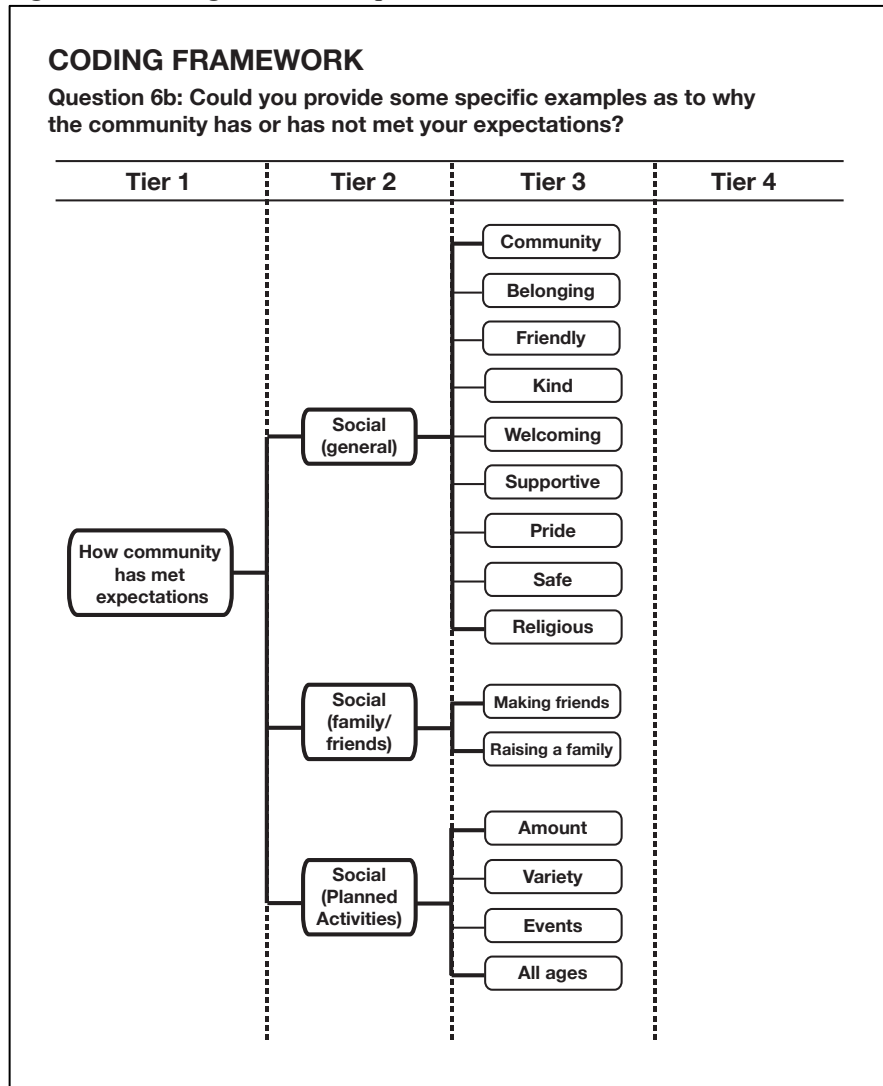 CODING FRAMEWORK
Question 6b: Could you provide some specific examples as to why
the community has or has not met your expectations?
Tier 1
Tier 2
Tier 3
Tier 4
How community
has met
expectations
Social
(general)
Community
Belonging
Friendly
Kind
Welcoming
Supportive
Pride
Safe
Religious
Social
(family/
friends)
Making friends
Raising a family
Social
(Planned
Activities)
Amount
Variety
Events
All ages